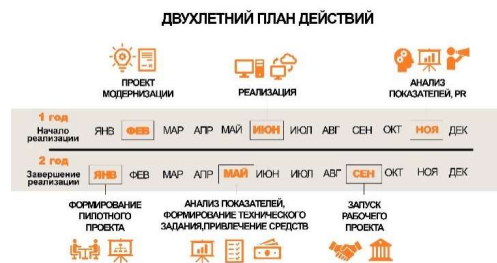 ДВУХЛЕТНИЙ ПЛАН ДЕЙСТВИЙ
ПРОЕКТ
МОДЕРНИЗАЦИИ
РЕАЛИЗАЦИЯ
АНАЛИЗ
ПОКАЗАТЕЛЕЙ, PR
1 год
Начало
реализации
ЯНВ ФЕВ МАР АПР МАЙ ИЮН ИЮЛ АВГ СЕН ОКТ НОЯ ДЕК
2 год
Завершение
реализации
ЯНВ ФЕВ МАР АПР МАЙ ИЮН ИЮЛ АВГ СЕН ОКТ НОЯ ДЕК
ФОРМИРОВАНИЕ
ПИЛОТНОГО
ПРОЕКТА
АНАЛИЗ ПОКАЗАТЕЛЕЙ,
ФОРМИРОВАНИЕ ТЕХНИЧЕСКОГО
ЗАДАНИЯ,ПРИВЛЕЧЕНИЕ СРЕДСТВ
ЗАПУСК
РАБОЧЕГО
ПРОЕКТА